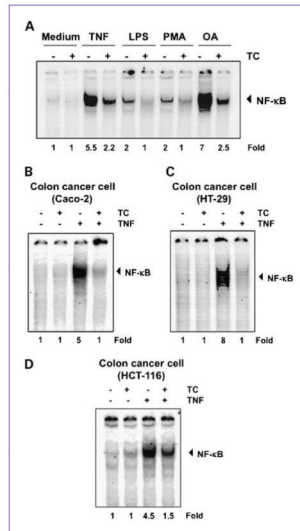 A
Medium TNF LPS PMA OA
- + - + - + - + - + TC
◄ NF-κB
1 1 5.5 2.2 2 1 2 1 7 2.5 Fold
B
Colon cancer cell
(Caco-2)
- + - + TC
- - + + TNF
◄ NF-κB
1 1 5 1 Fold
C
Colon cancer cell
(HT-29)
- + - + TC
- - + + TNF
◄ NF-κB
1 1 8 1 Fold
D
Colon cancer cell
(HCT-116)
- + - + TC
- - + + TNF
◄ NF-κB
1 1 4.5 1.5 Fold